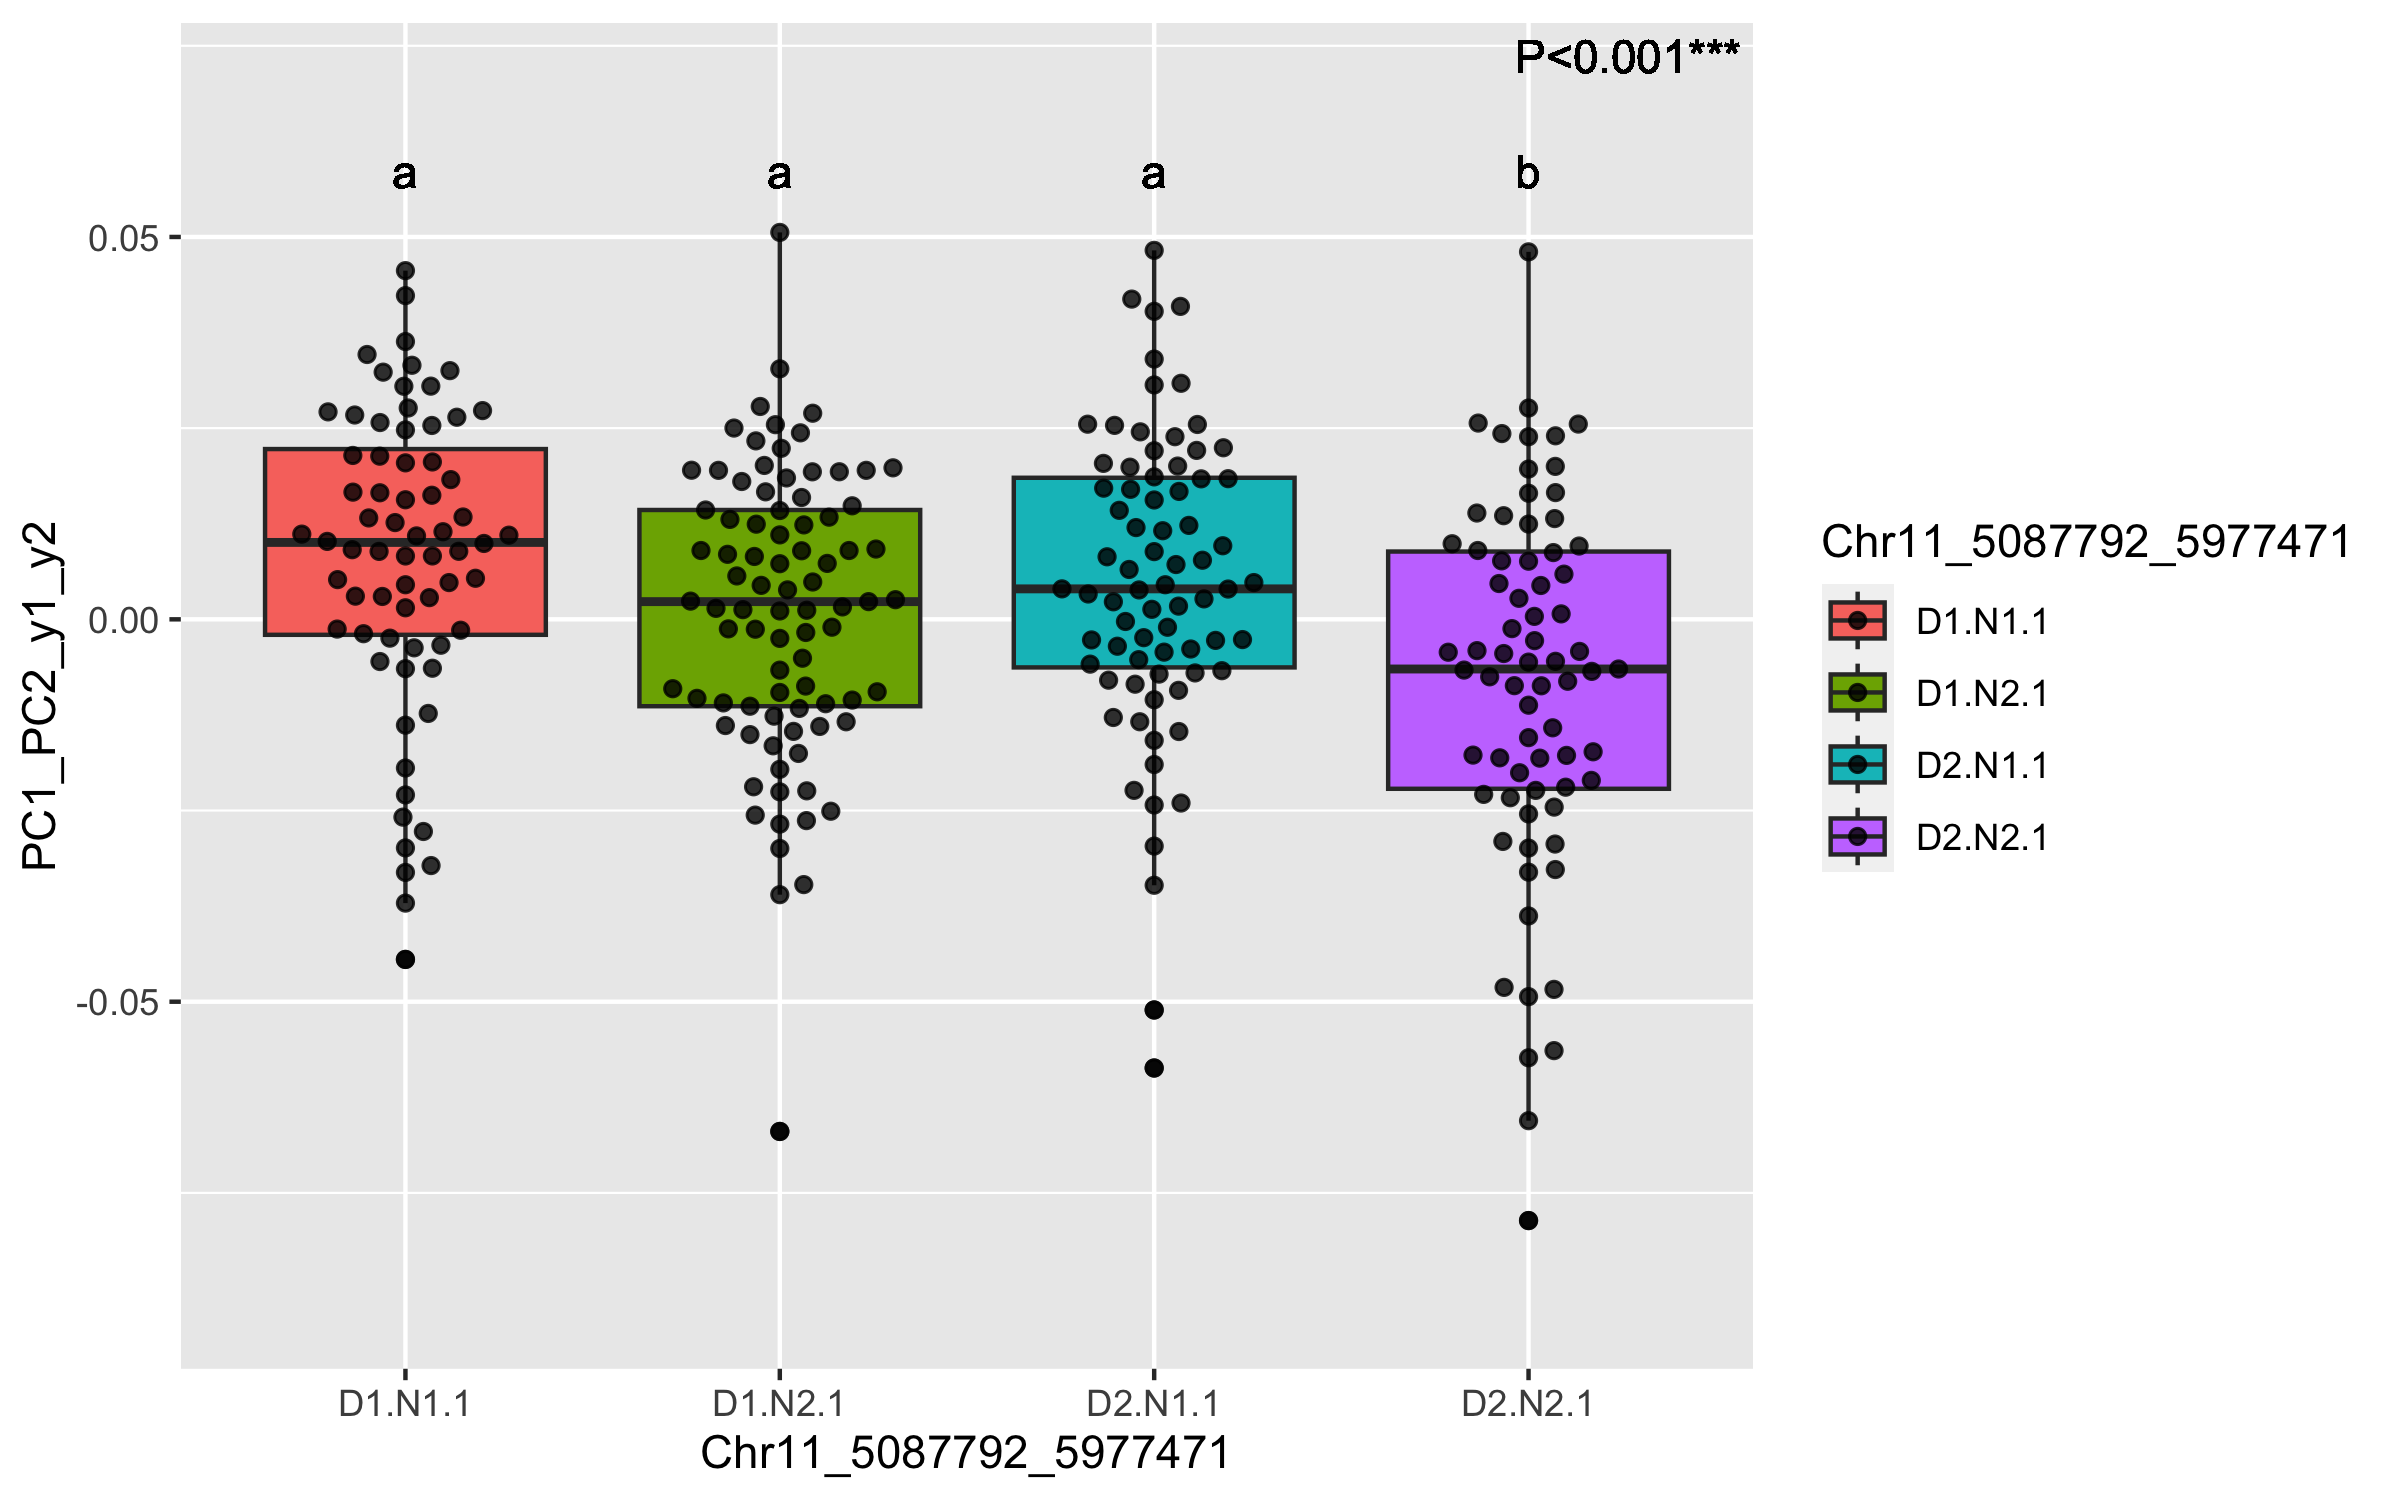 P<0.001***
a a a b
PC1_PC2_y1_y2
0.05
0.00
-0.05
D1.N1.1 D1.N2.1 D2.N1.1 D2.N2.1
Chr11_5087792_5977471
Chr11_5087792_5977471
D1.N1.1
D1.N2.1
D2.N1.1
D2.N2.1